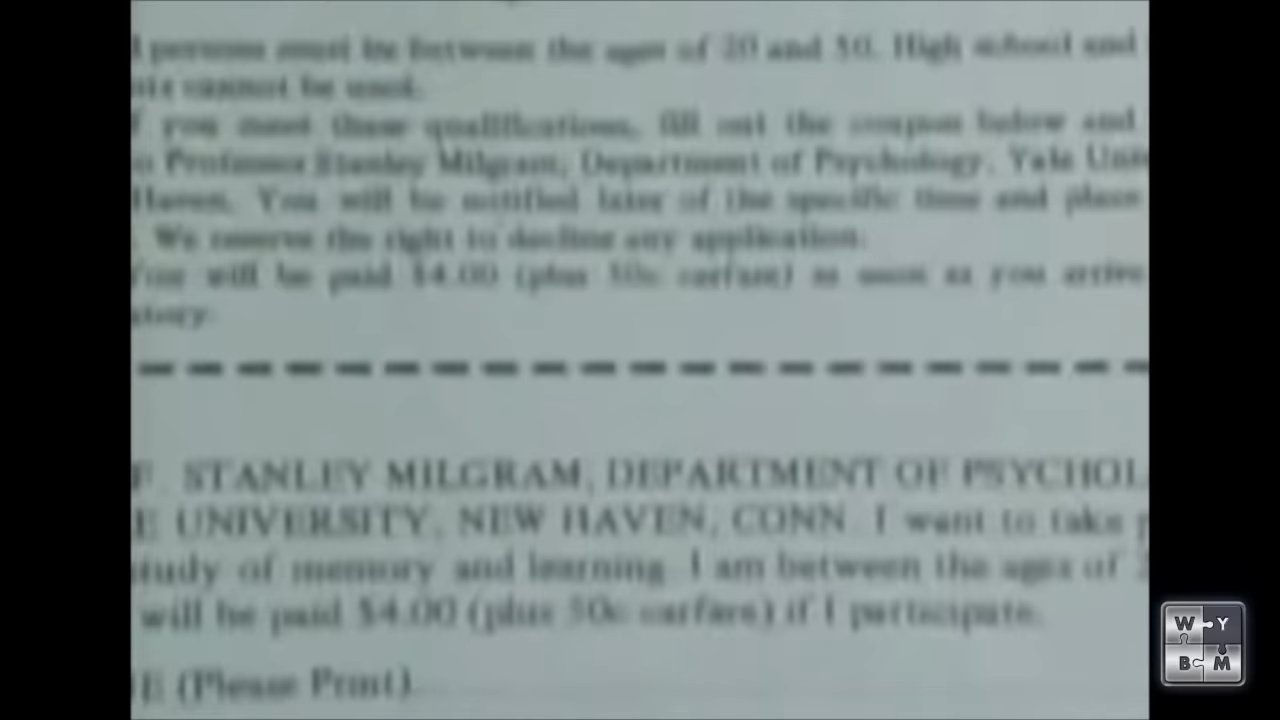 persons must be between the ages of 20 and 50. High school and
cannot be used.
you meet these qualifications, fill out the coupon below and
Professor Stanley Milgram, Department of Psychology, Yale Univ
Haven. You will be notified later of the specific time and place
. We reserve the right to decline any application.
You will be paid $4.00 (plus 50c carfare) as soon as you arrive
atory.
F. STANLEY MILGRAM, DEPARTMENT OF PSYCHOL
E UNIVERSITY, NEW HAVEN, CONN. I want to take p
study of memory and learning. I am between the ages of 2
will be paid $4.00 (plus 50c carfare) if I participate.
E (Please Print)
W Y
B M